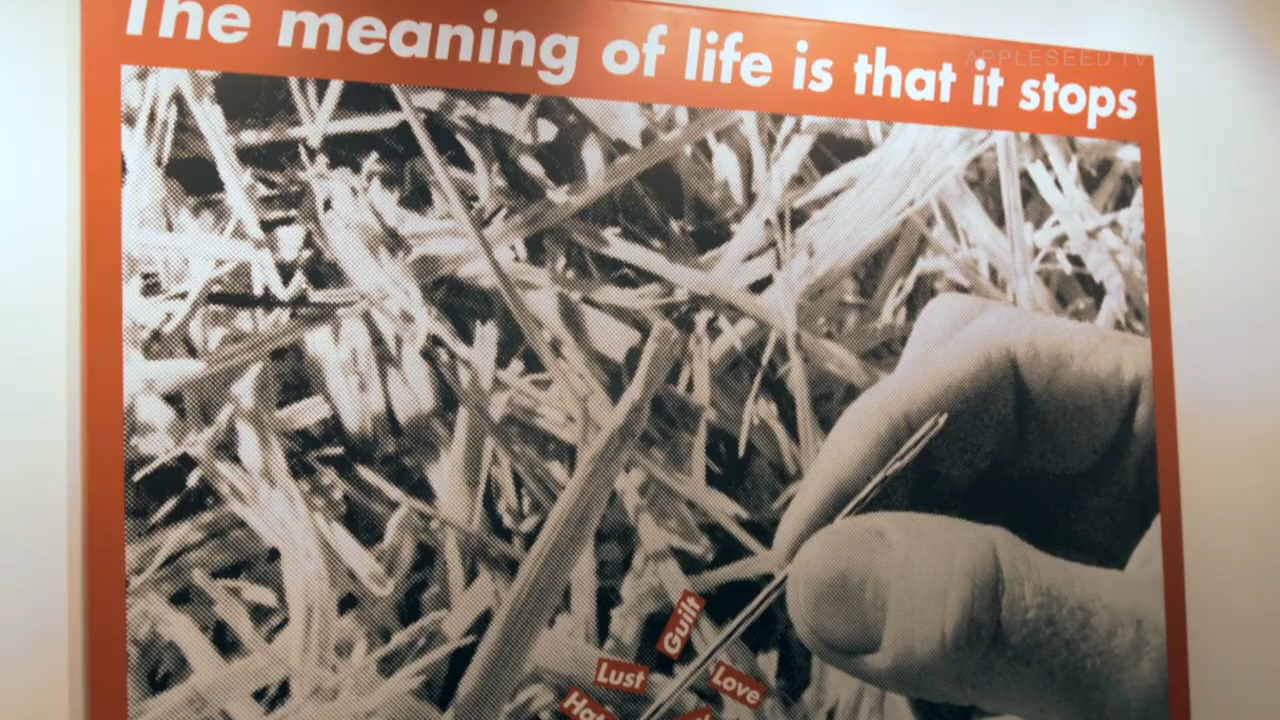 The meaning of life is that it stops
APPLESEED TV
Guilt
Lust
Love